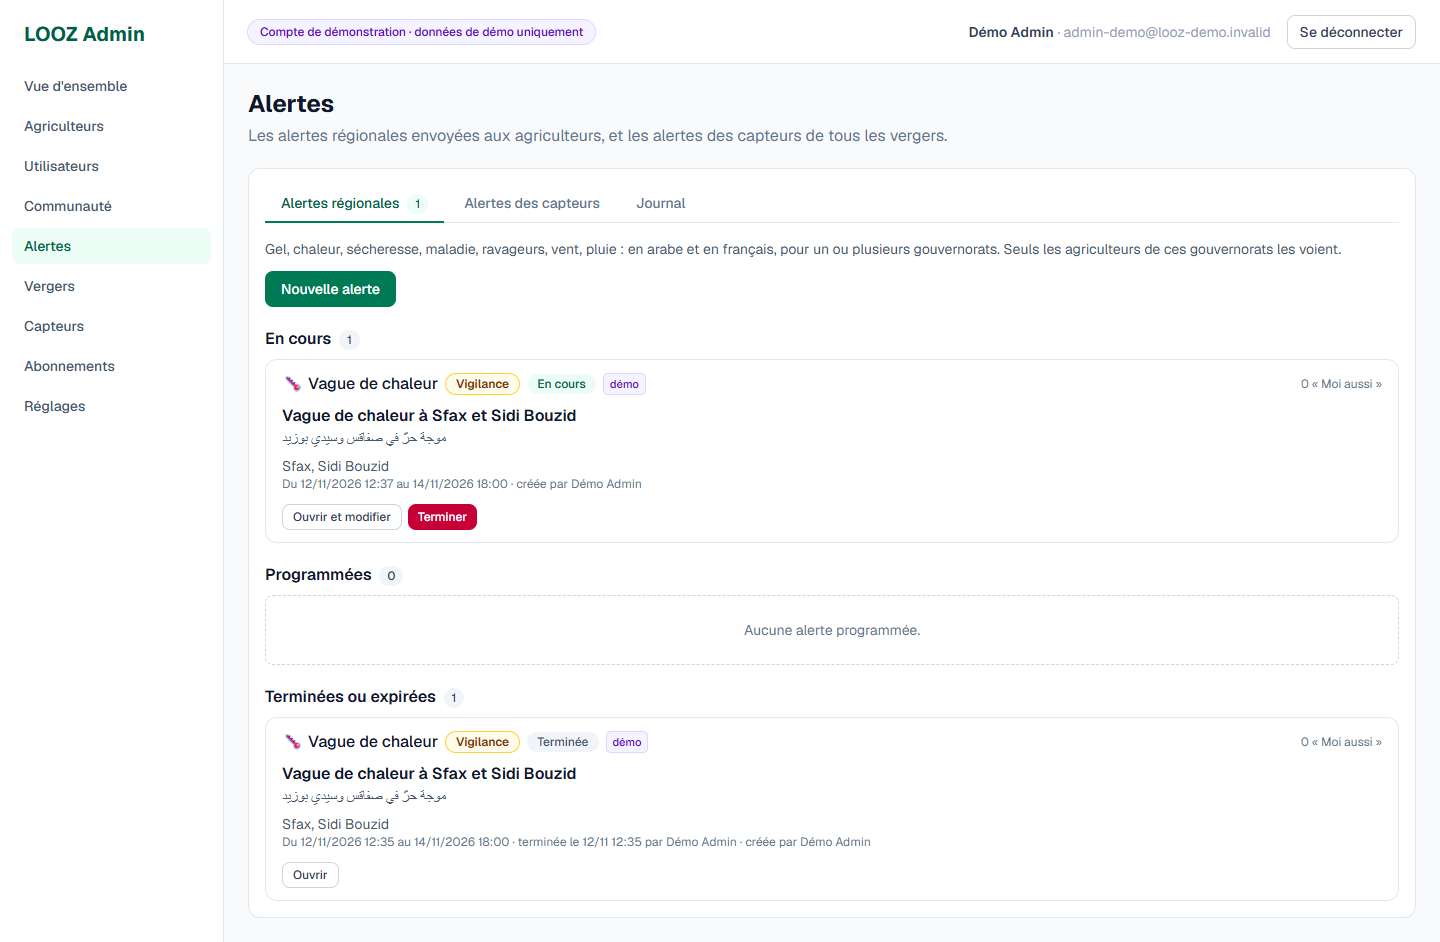 LOOZ Admin
Compte de démonstration · données de démo uniquement
Démo Admin · admin-demo@looz-demo.invalid
Se déconnecter
Vue d'ensemble
Agriculteurs
Utilisateurs
Communauté
Alertes
Vergers
Capteurs
Abonnements
Réglages
Alertes
Les alertes régionales envoyées aux agriculteurs, et les alertes des capteurs de tous les vergers.
Alertes régionales 1
Alertes des capteurs
Journal
Gel, chaleur, sécheresse, maladie, ravageurs, vent, pluie : en arabe et en français, pour un ou plusieurs gouvernorats. Seuls les agriculteurs de ces gouvernorats les voient.
Nouvelle alerte
En cours 1
Vague de chaleur Vigilance En cours démo
0 « Moi aussi »
Vague de chaleur à Sfax et Sidi Bouzid
موجة حرّ في صفاقس وسيدي بوزيد
Sfax, Sidi Bouzid
Du 12/11/2026 12:37 au 14/11/2026 18:00 · créée par Démo Admin
Ouvrir et modifier
Terminer
Programmées 0
Aucune alerte programmée.
Terminées ou expirées 1
Vague de chaleur Vigilance Terminée démo
0 « Moi aussi »
Vague de chaleur à Sfax et Sidi Bouzid
موجة حرّ في صفاقس وسيدي بوزيد
Sfax, Sidi Bouzid
Du 12/11/2026 12:35 au 14/11/2026 18:00 · terminée le 12/11 12:35 par Démo Admin · créée par Démo Admin
Ouvrir